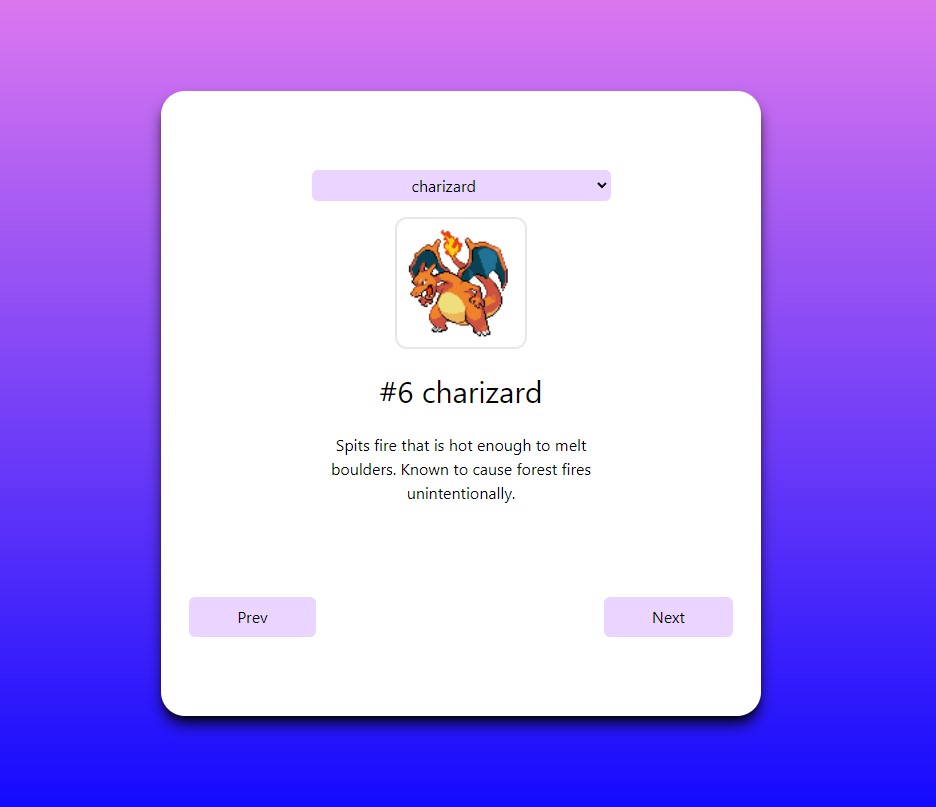 charizard
#6 charizard
Spits fire that is hot enough to melt
boulders. Known to cause forest fires
unintentionally.
Prev
Next